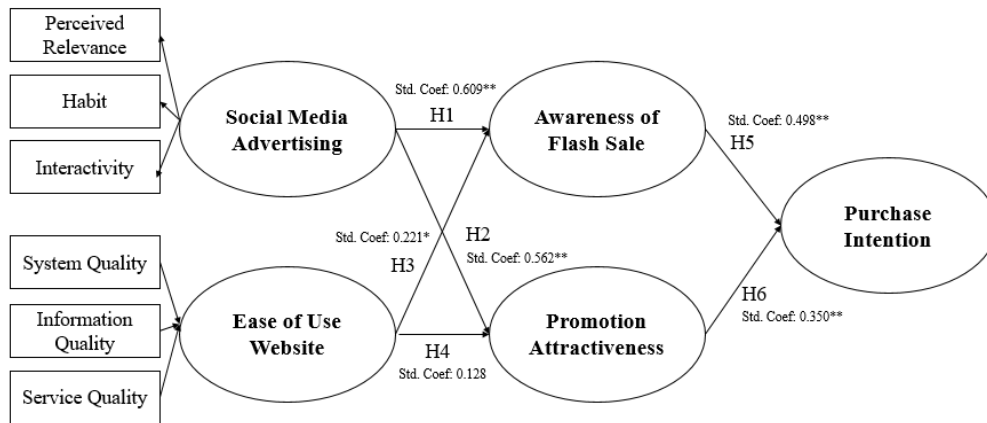 Perceived
Relevance
Habit
Interactivity
System Quality
Information
Quality
Service Quality
Social Media
Advertising
Ease of Use
Website
Std. Coef: 0.609**
H1
Std. Coef: 0.221*
H3
H2
Std. Coef: 0.562**
H4
Std. Coef: 0.128
Awareness of
Flash Sale
Promotion
Attractiveness
Std. Coef: 0.498**
H5
H6
Std. Coef: 0.350**
Purchase
Intention